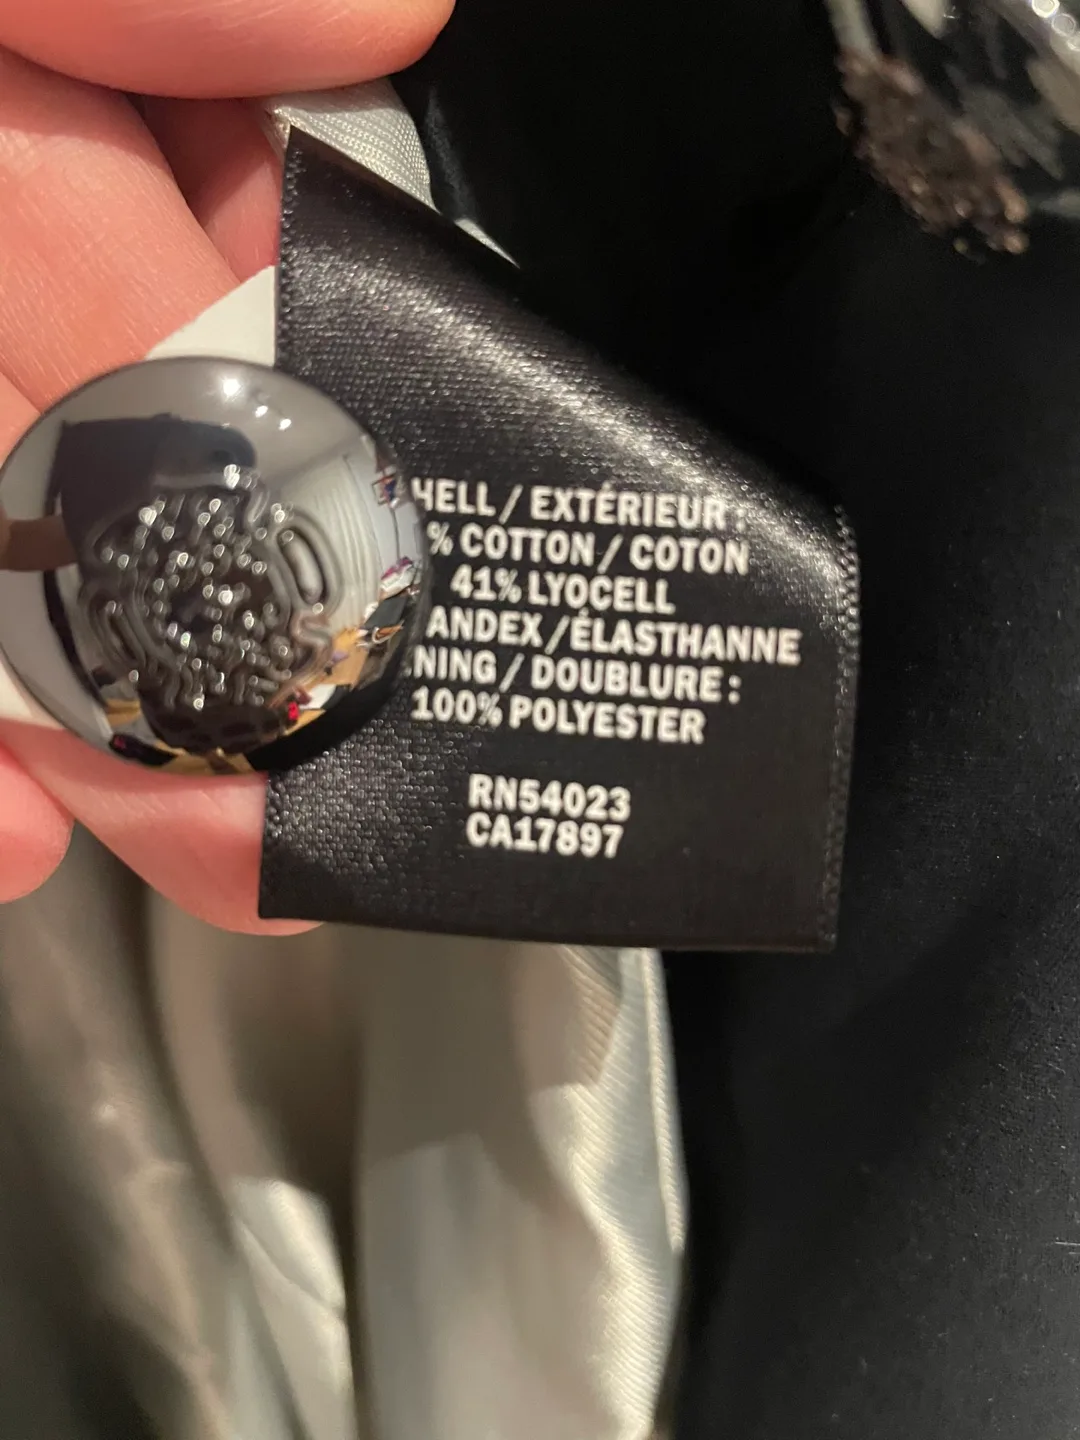 HELL / EXTÉRIEUR :
% COTTON / COTON
41% LYOCELL
ANDEX / ÉLASTHANNE
NING / DOUBLURE :
100% POLYESTER
RN54023
CA17897